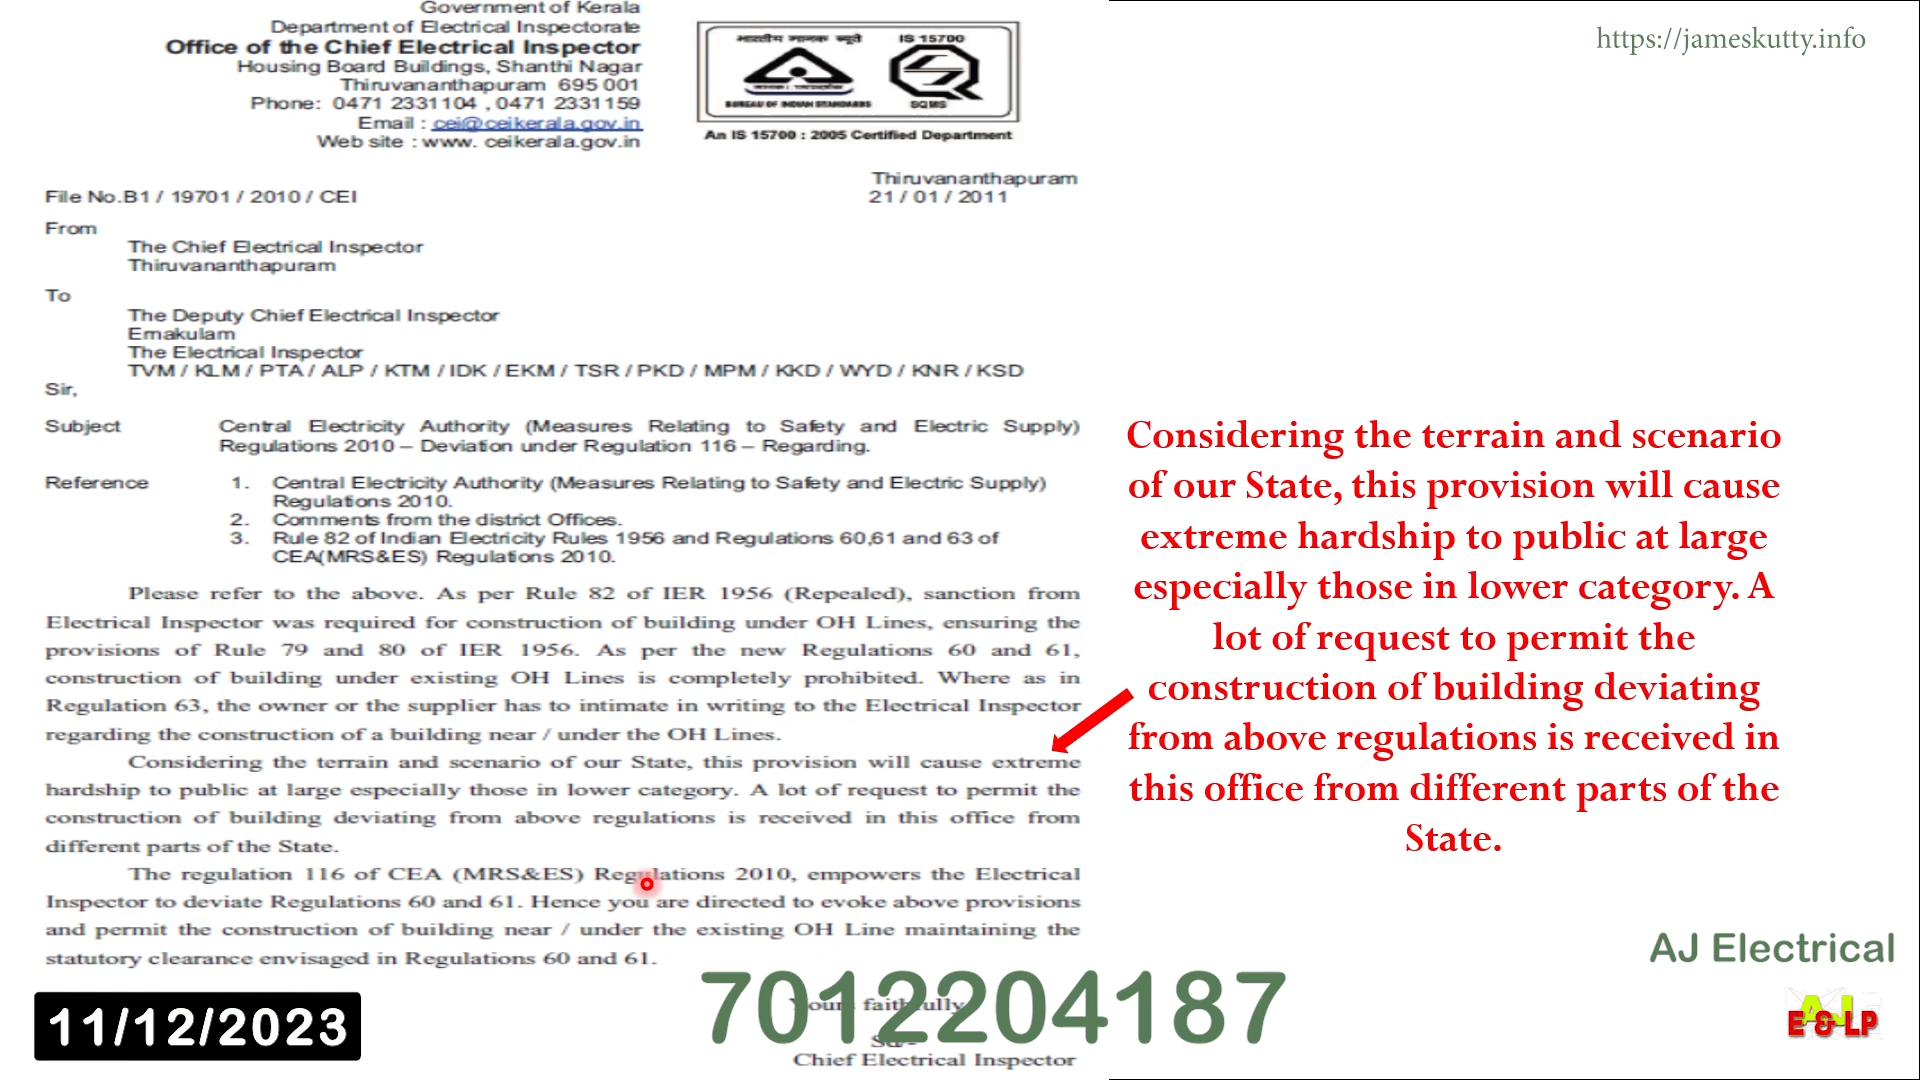 Government of Kerala
Department of Electrical Inspectorate
Office of the Chief Electrical Inspector
Housing Board Buildings, Shanthi Nagar
Thiruvananthapuram 695 001
Phone: 0471 2331104 , 0471 2331159
Email : cei@ceikerala.gov.in
Web site : www. ceikerala.gov.in
भारतीय मानक ब्यूरो
IS 15700
BUREAU OF INDIAN STANDARDS
SQMS
An IS 15700 : 2005 Certified Department
https://jameskutty.info
Thiruvananthapuram
File No.B1 / 19701 / 2010 / CEI
21 / 01 / 2011
From
The Chief Electrical Inspector
Thiruvananthapuram
To
The Deputy Chief Electrical Inspector
Ernakulam
The Electrical Inspector
TVM / KLM / PTA / ALP / KTM / IDK / EKM / TSR / PKD / MPM / KKD / WYD / KNR / KSD
Sir,
Subject Central Electricity Authority (Measures Relating to Safety and Electric Supply)
Regulations 2010 – Deviation under Regulation 116 – Regarding.
Reference 1. Central Electricity Authority (Measures Relating to Safety and Electric Supply)
Regulations 2010.
2. Comments from the district Offices.
3. Rule 82 of Indian Electricity Rules 1956 and Regulations 60,61 and 63 of
CEA(MRS&ES) Regulations 2010.
Please refer to the above. As per Rule 82 of IER 1956 (Repealed), sanction from
Electrical Inspector was required for construction of building under OH Lines, ensuring the
provisions of Rule 79 and 80 of IER 1956. As per the new Regulations 60 and 61,
construction of building under existing OH Lines is completely prohibited. Where as in
Regulation 63, the owner or the supplier has to intimate in writing to the Electrical Inspector
regarding the construction of a building near / under the OH Lines.
Considering the terrain and scenario of our State, this provision will cause extreme
hardship to public at large especially those in lower category. A lot of request to permit the
construction of building deviating from above regulations is received in this office from
different parts of the State.
The regulation 116 of CEA (MRS&ES) Regulations 2010, empowers the Electrical
Inspector to deviate Regulations 60 and 61. Hence you are directed to evoke above provisions
and permit the construction of building near / under the existing OH Line maintaining the
statutory clearance envisaged in Regulations 60 and 61.
Yours faithfully
Sd -
Chief Electrical Inspector
Considering the terrain and scenario
of our State, this provision will cause
extreme hardship to public at large
especially those in lower category. A
lot of request to permit the
construction of building deviating
from above regulations is received in
this office from different parts of the
State.
AJ Electrical
7012204187
11/12/2023
AJ
E & LP